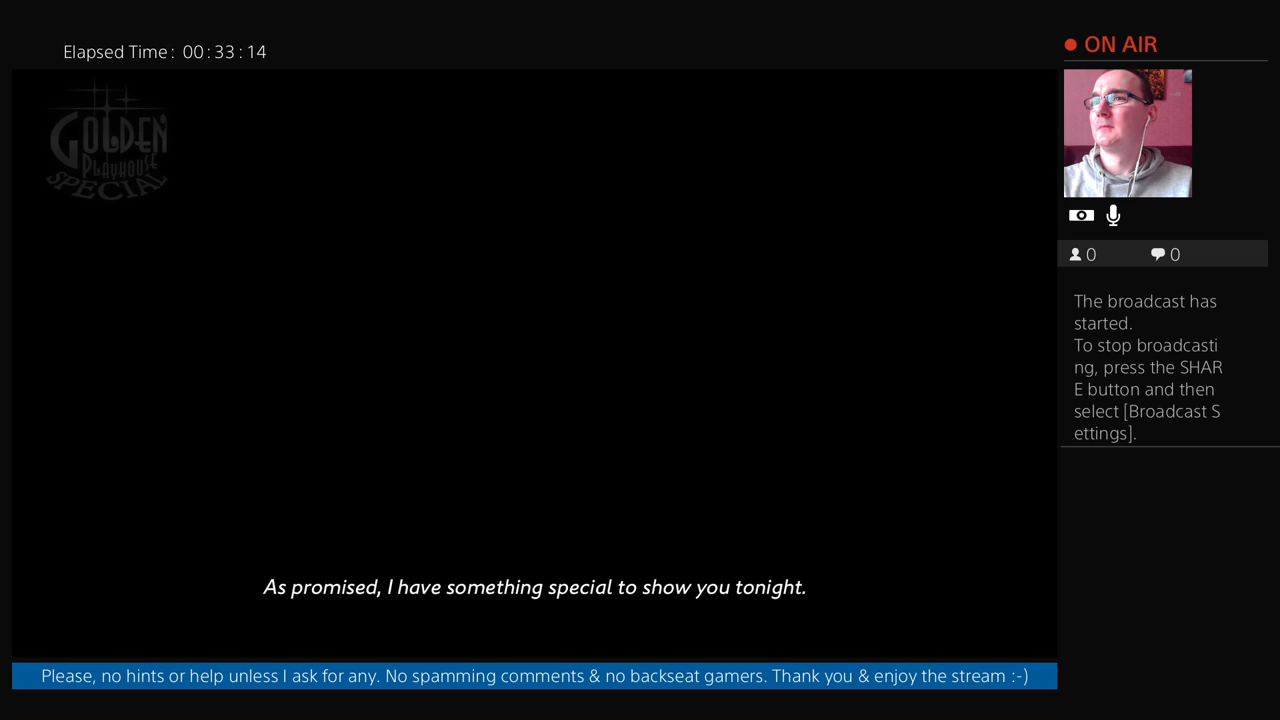 Elapsed Time: 00:33:14
ON AIR
GOLDEN
PLAYHOUSE
SPECIAL
0 0
The broadcast has
started.
To stop broadcasti
ng, press the SHAR
E button and then
select [Broadcast S
ettings].
As promised, I have something special to show you tonight.
Please, no hints or help unless I ask for any. No spamming comments & no backseat gamers. Thank you & enjoy the stream :-)